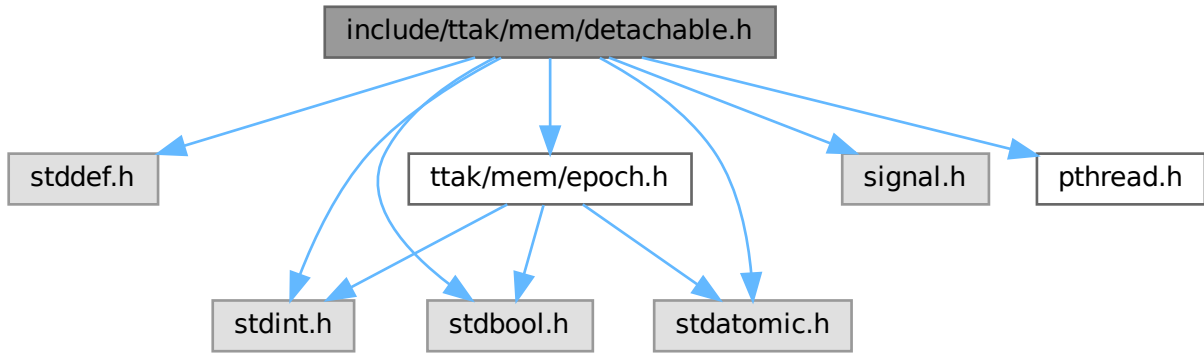 include/ttak/mem/detachable.h
stddef.h
ttak/mem/epoch.h
signal.h
pthread.h
stdint.h
stdbool.h
stdatomic.h